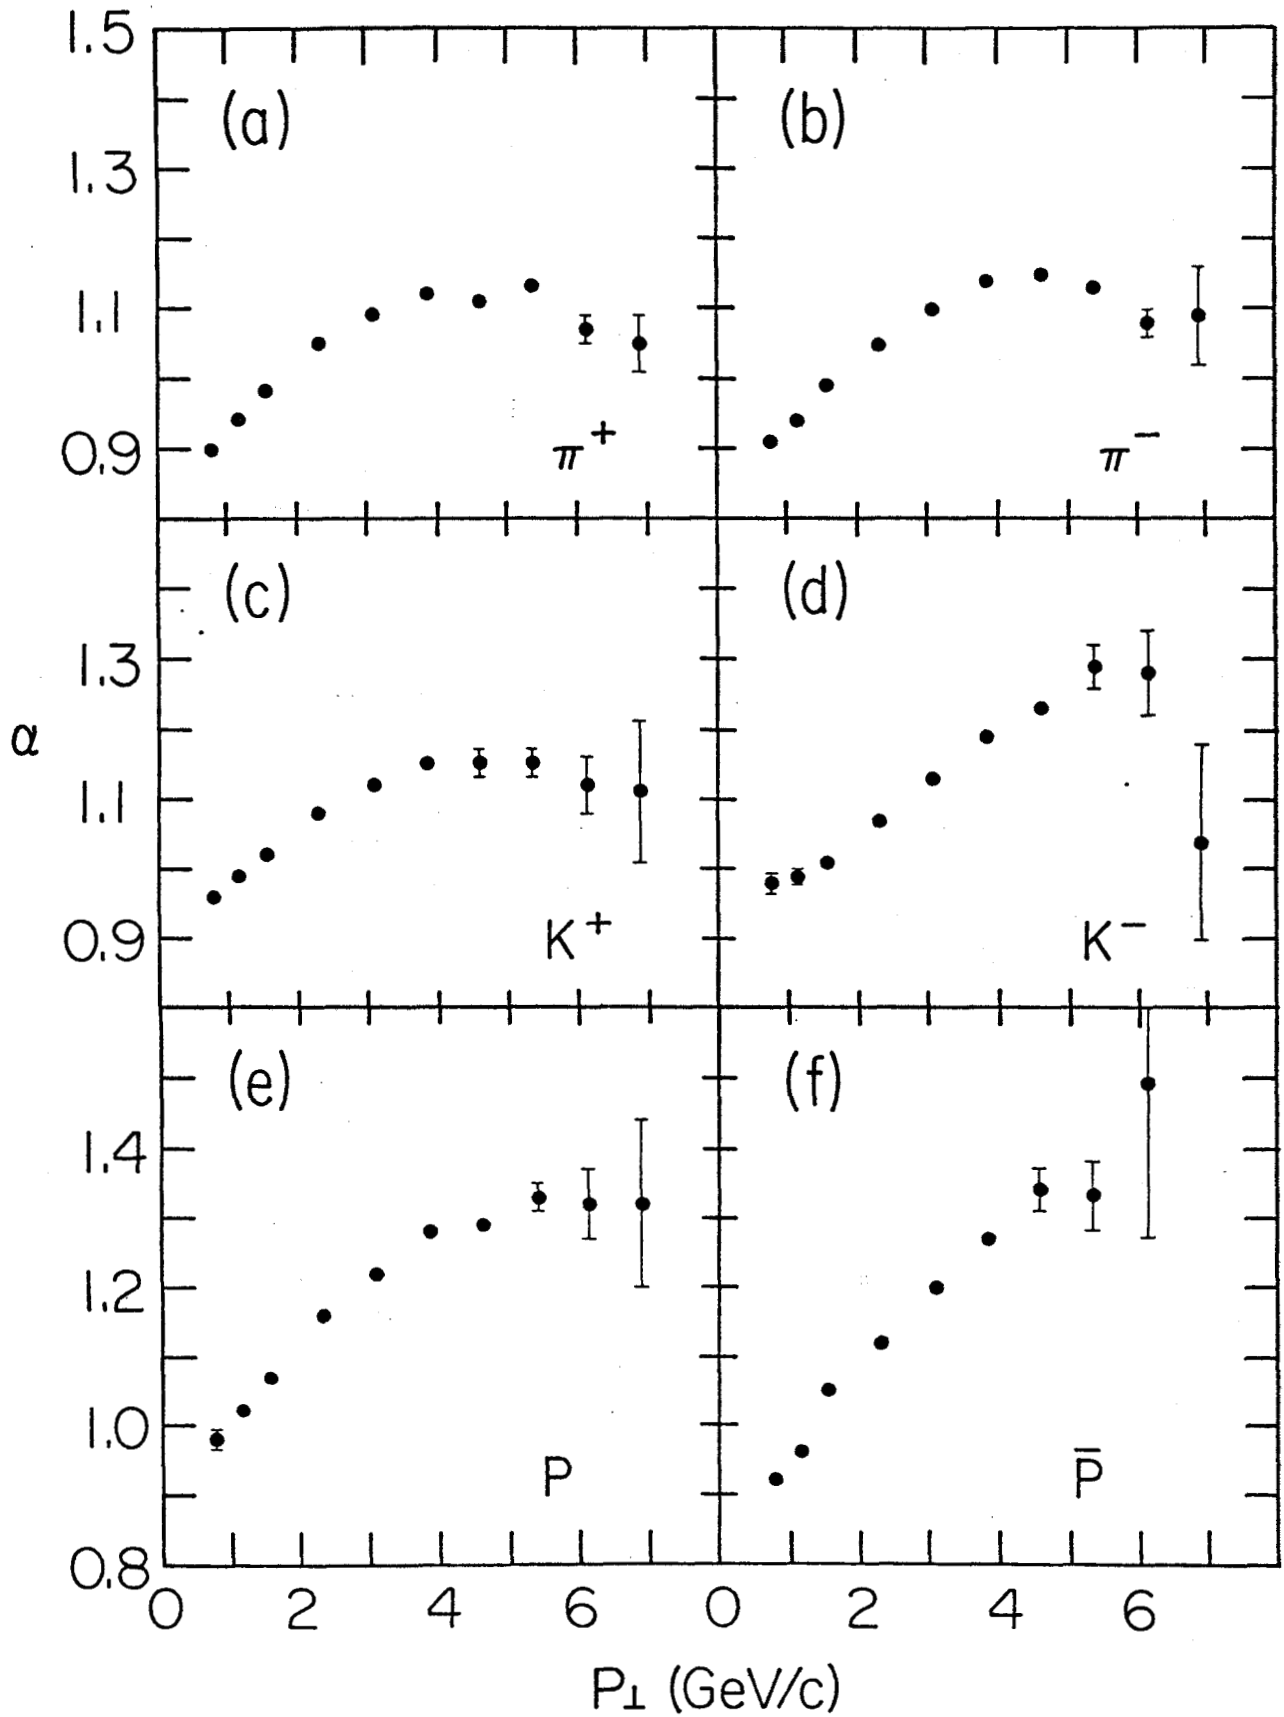 1.5
(a)
(b)
1.3
1.1
0.9
π+
π−
(c)
(d)
1.3
α
1.1
0.9
K+
K−
(e)
(f)
1.4
1.2
1.0
P
P̅
0.8
0 2 4 6 0 2 4 6
P⊥ (GeV/c)